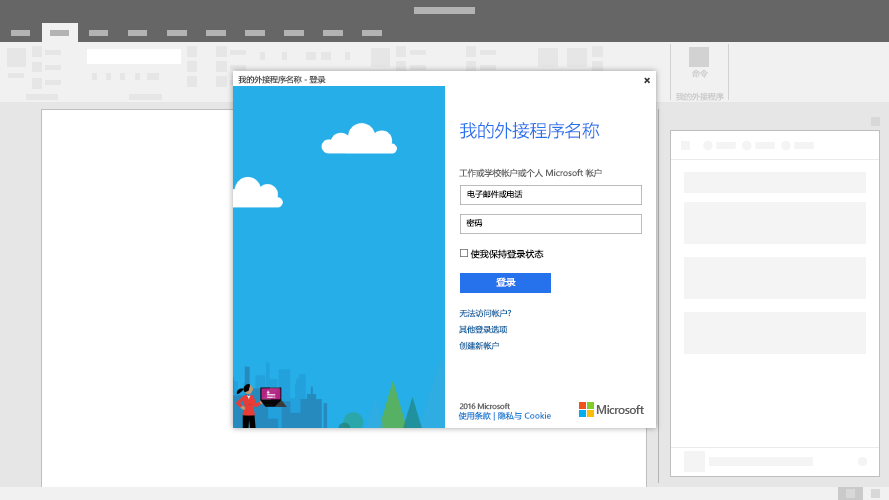 命令
我的外接程序
我的外接程序名称 - 登录
我的外接程序名称
工作或学校帐户或个人 Microsoft 帐户
电子邮件或电话
密码
使我保持登录状态
登录
无法访问帐户?
其他登录选项
创建新帐户
2016 Microsoft
使用条款 | 隐私与 Cookie
Microsoft